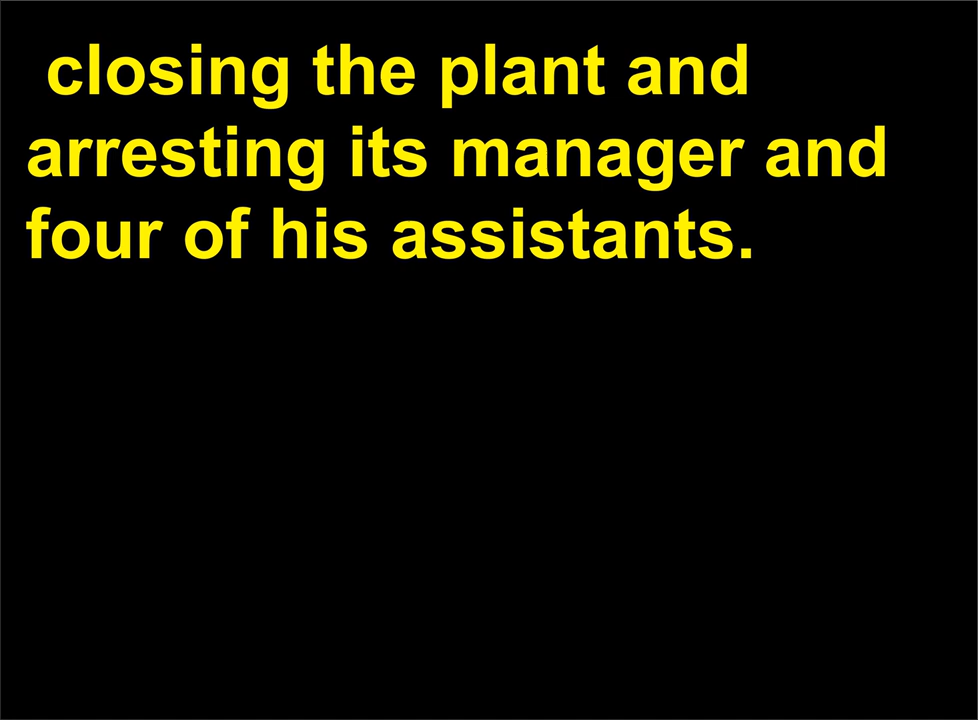 closing the plant and
arresting its manager and
four of his assistants.